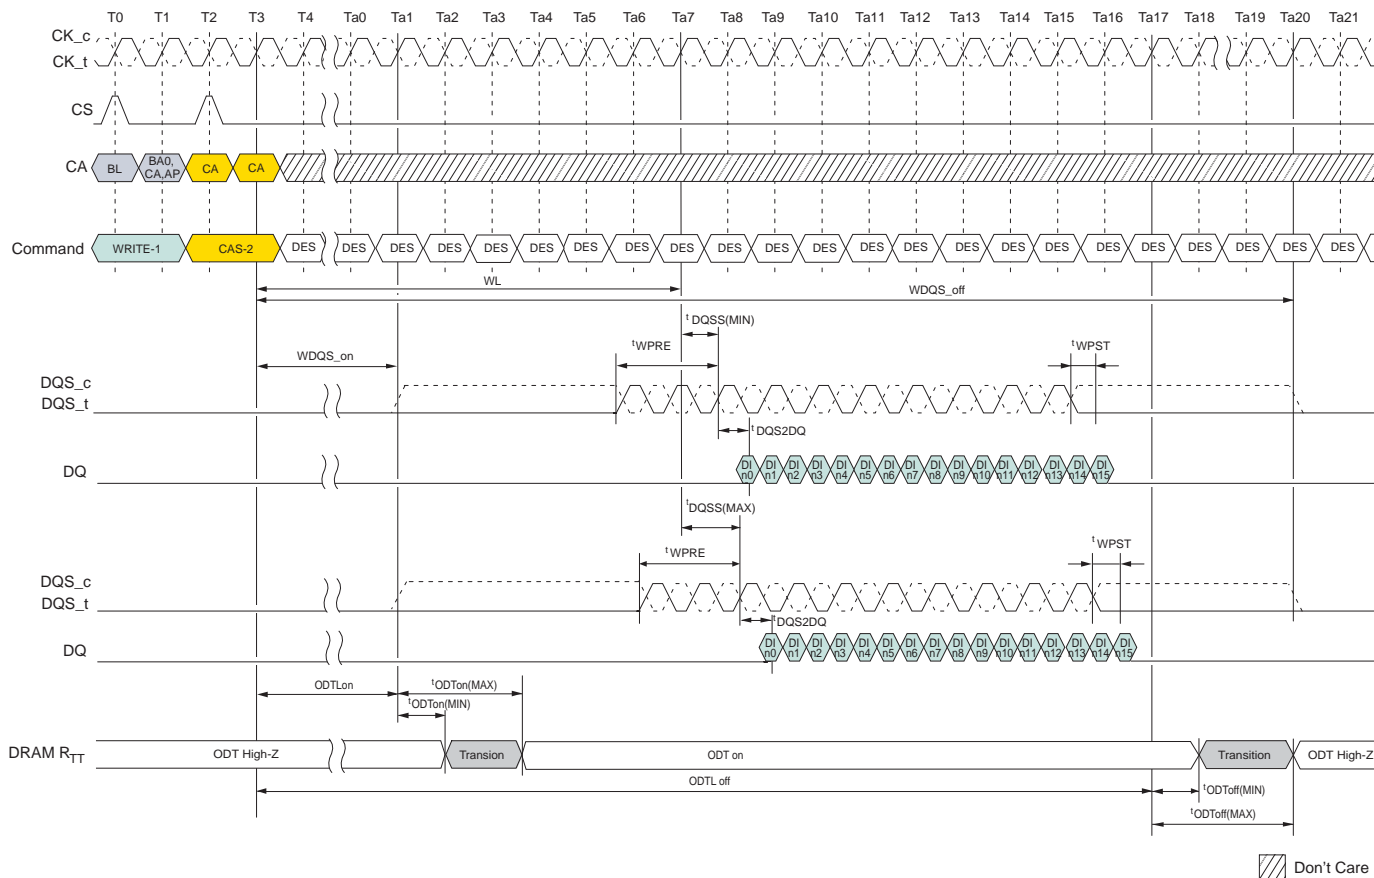 T0 T1 T2 T3 T4 Ta0 Ta1 Ta2 Ta3 Ta4 Ta5 Ta6 Ta7 Ta8 Ta9 Ta10 Ta11 Ta12 Ta13 Ta14 Ta15 Ta16 Ta17 Ta18 Ta19 Ta20 Ta21
CK_c
CK_t
CS
CA BL BA0, CA CA
CA,AP
Command WRITE-1 CAS-2 DES DES DES DES DES DES DES DES DES DES DES DES DES DES DES DES DES DES DES DES DES DES DES
WL
WDQS_off
tDQSS(MIN)
tWPRE tWPST
WDQS_on
DQS_c
DQS_t
tDQS2DQ
DQ DI DI DI DI DI DI DI DI DI DI DI DI DI DI DI DI
n0 n1 n2 n3 n4 n5 n6 n7 n8 n9 n10 n11 n12 n13 n14 n15
tDQSS(MAX)
tWPRE tWPST
DQS_c
DQS_t
tDQS2DQ
DQ DI DI DI DI DI DI DI DI DI DI DI DI DI DI DI DI
n0 n1 n2 n3 n4 n5 n6 n7 n8 n9 n10 n11 n12 n13 n14 n15
ODTLon tODTon(MAX)
tODTon(MIN)
DRAM RTT ODT High-Z Transion ODT on Transition ODT High-Z
ODTL off tODToff(MIN)
tODToff(MAX)
Don't Care